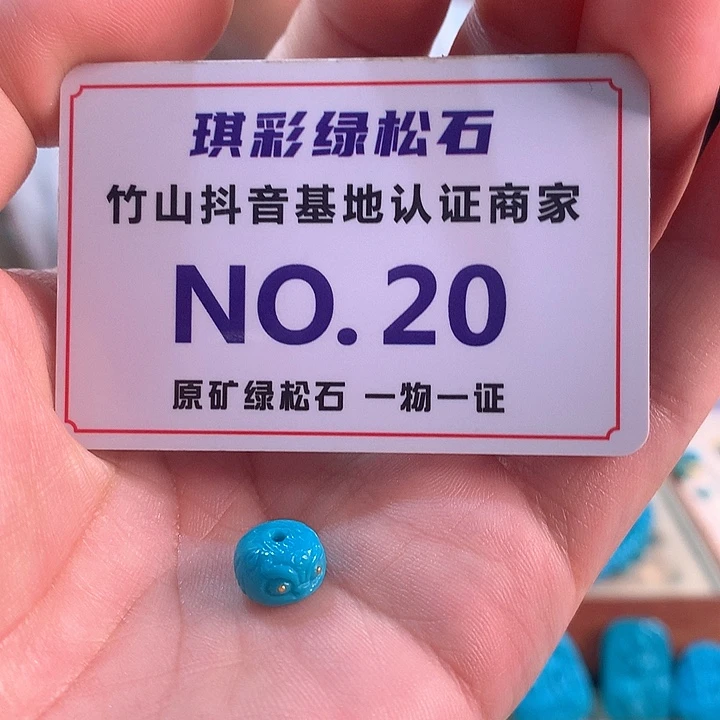 琪彩绿松石
竹山抖音基地认证商家
NO.20
原矿绿松石 一物一证